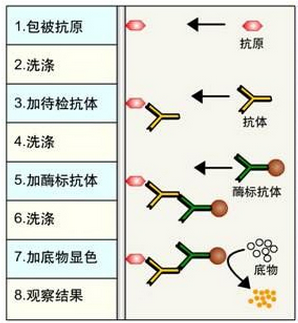 1.包被抗原
抗原
2.洗涤
3.加待检抗体
抗体
4.洗涤
5.加酶标抗体
酶标抗体
6.洗涤
7.加底物显色
底物
8.观察结果